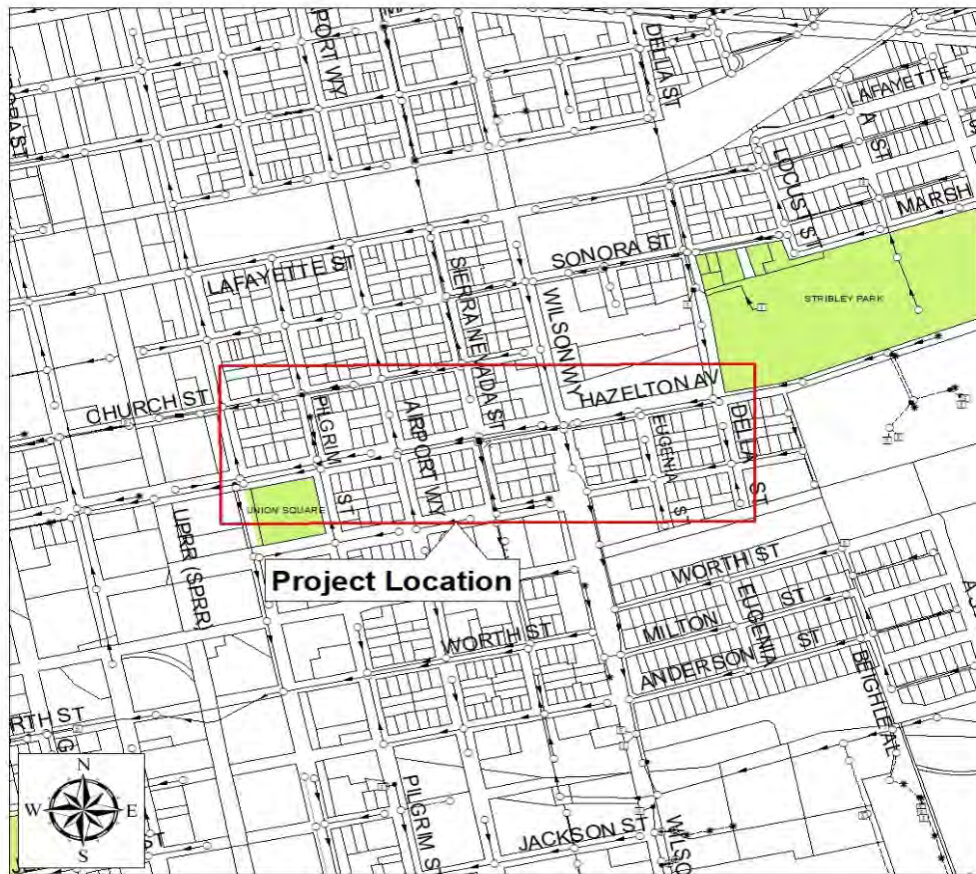 PORT WY
DELLA ST
LAFAYETTE
A ST
LOCUST ST
MARSH
SONORA ST
LAFAYETTE ST
SIERRA NEVADA ST
WILSON WY
STRIBLEY PARK
HAZELTON AV
CHURCH ST
PILGRIM
ST
AIRPORT WY
EUGENIA
ST
DELLA ST
UNION SQUARE
UPRR (SPRR)
Project Location
WORTH ST
EUGENIA
MILTON ST
WORTH ST
ANDERSON ST
BEIGHLE AL
RTH ST
N
W E
S
PILGRIM S
JACKSON ST
WILSO
ST